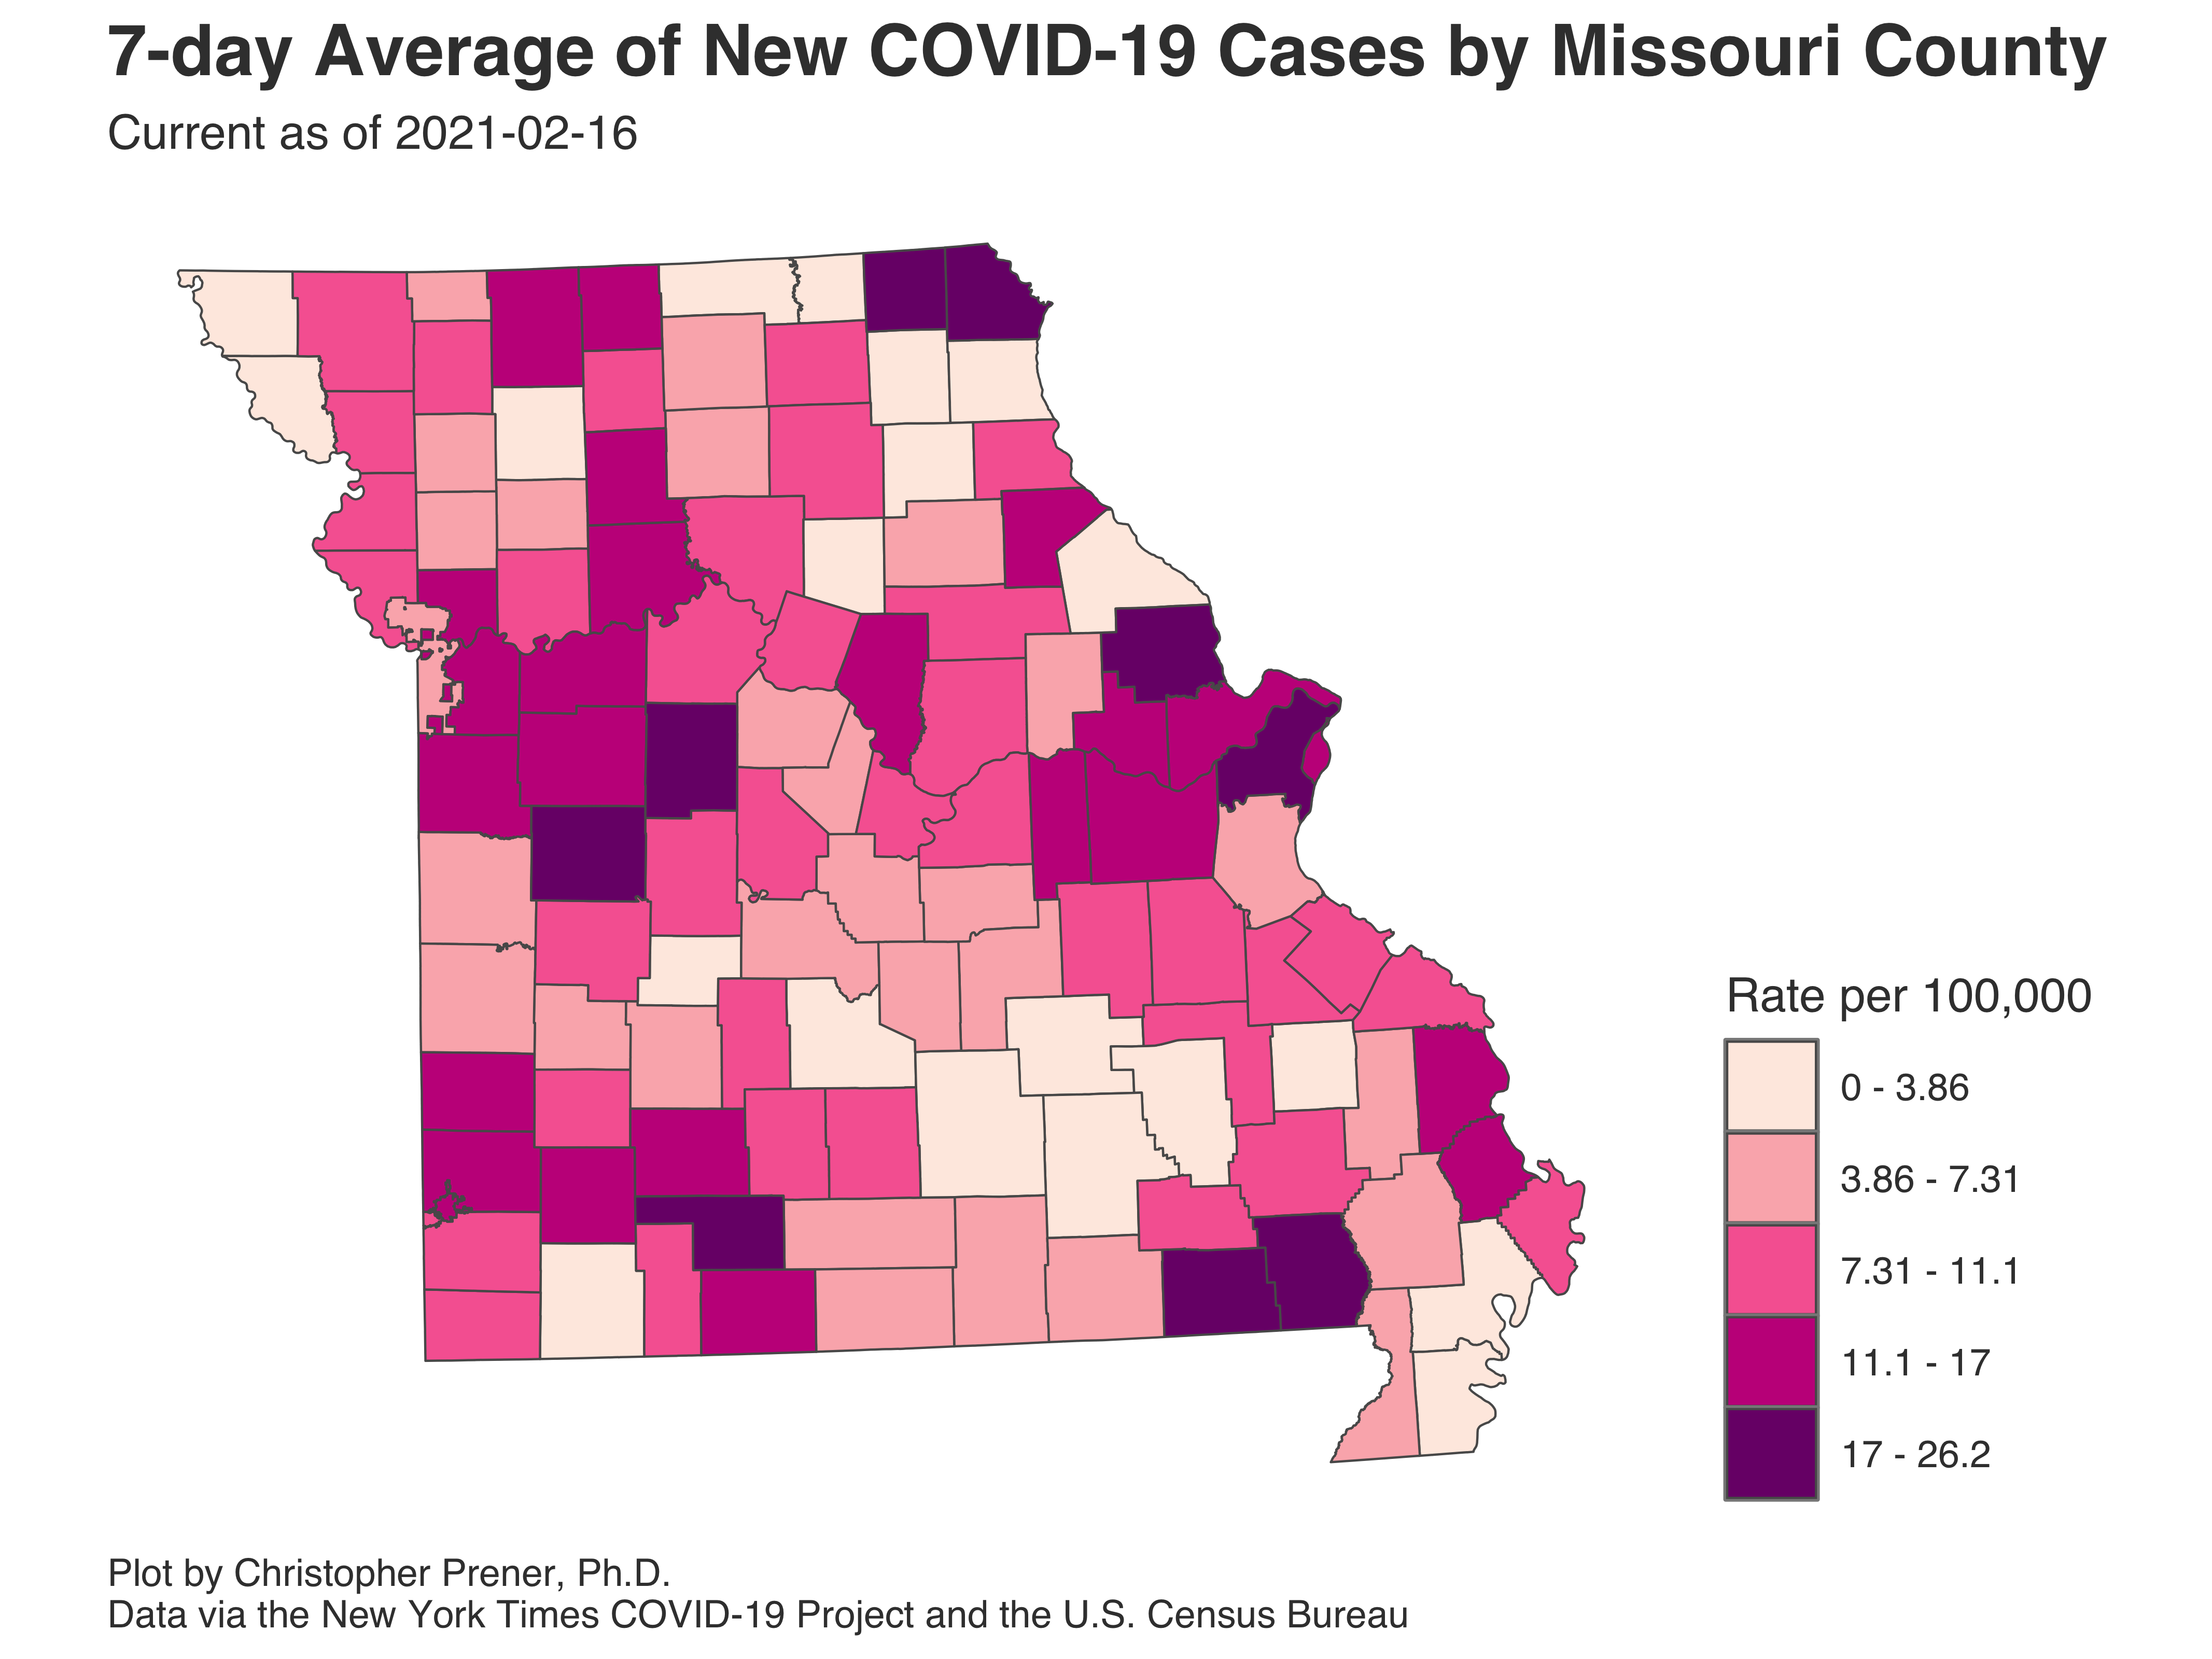 7-day Average of New COVID-19 Cases by Missouri County
Current as of 2021-02-16
Rate per 100,000
0 - 3.86
3.86 - 7.31
7.31 - 11.1
11.1 - 17
17 - 26.2
Plot by Christopher Prener, Ph.D.
Data via the New York Times COVID-19 Project and the U.S. Census Bureau